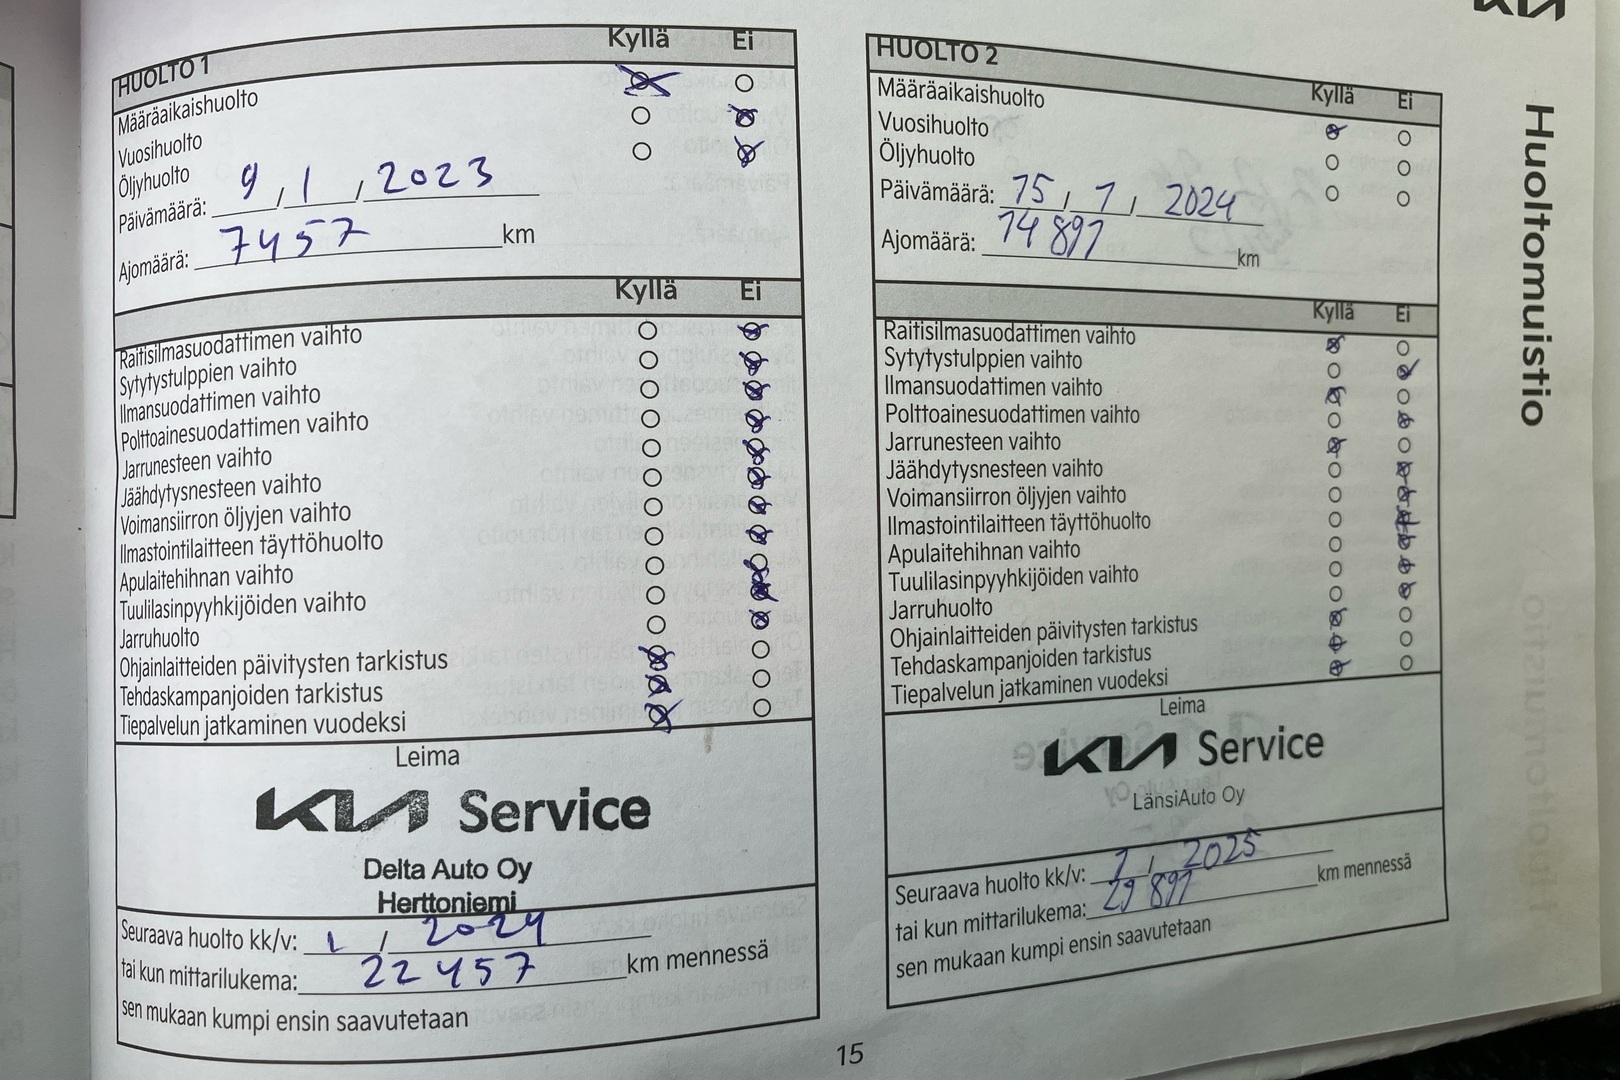 KIA
Huoltomuistio
HUOLTO 1 Kyllä Ei
Määräaikaishuolto
Vuosihuolto
Öljyhuolto
Päivämäärä: 9 / 1 / 2023
Ajomäärä: 7457 km
Kyllä Ei
Raitisilmasuodattimen vaihto
Sytytystulppien vaihto
Ilmansuodattimen vaihto
Polttoainesuodattimen vaihto
Jarrunesteen vaihto
Jäähdytysnesteen vaihto
Voimansiirron öljyjen vaihto
Ilmastointilaitteen täyttöhuolto
Apulaitehihnan vaihto
Tuulilasinpyyhkijöiden vaihto
Jarruhuolto
Ohjainlaitteiden päivitysten tarkistus
Tehdaskampanjoiden tarkistus
Tiepalvelun jatkaminen vuodeksi
Leima
KIA Service
Delta Auto Oy
Herttoniemi
Seuraava huolto kk/v: 1 / 2024
tai kun mittarilukema: 22457 km mennessä
sen mukaan kumpi ensin saavutetaan
HUOLTO 2 Kyllä Ei
Määräaikaishuolto
Vuosihuolto
Öljyhuolto
Päivämäärä: 15 / 1 / 2024
Ajomäärä: 14 891 km
Kyllä Ei
Raitisilmasuodattimen vaihto
Sytytystulppien vaihto
Ilmansuodattimen vaihto
Polttoainesuodattimen vaihto
Jarrunesteen vaihto
Jäähdytysnesteen vaihto
Voimansiirron öljyjen vaihto
Ilmastointilaitteen täyttöhuolto
Apulaitehihnan vaihto
Tuulilasinpyyhkijöiden vaihto
Jarruhuolto
Ohjainlaitteiden päivitysten tarkistus
Tehdaskampanjoiden tarkistus
Tiepalvelun jatkaminen vuodeksi
Leima
KIA Service
LänsiAuto Oy
Seuraava huolto kk/v: 1 / 2025
tai kun mittarilukema: 29 891 km mennessä
sen mukaan kumpi ensin saavutetaan
15